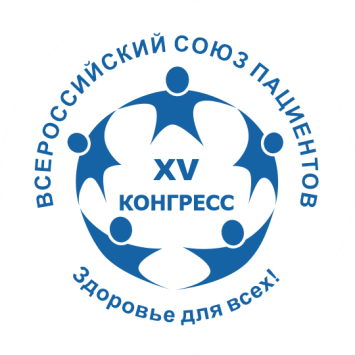 ВСЕРОССИЙСКИЙ СОЮЗ ПАЦИЕНТОВ
XV
КОНГРЕСС
Здоровье для всех!